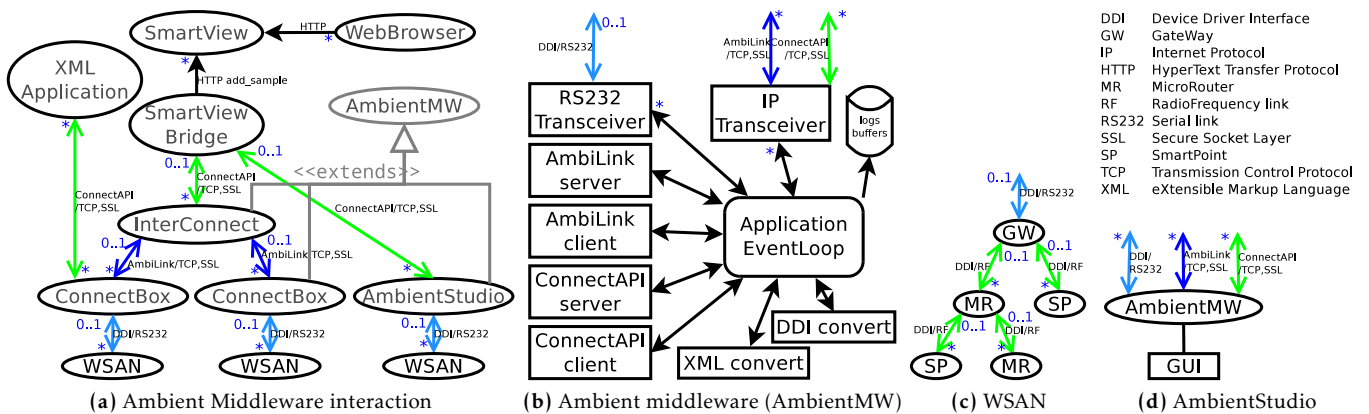 SmartView
HTTP
*
WebBrowser
XML
Application
*
HTTP add_sample
SmartView
Bridge
AmbientMW
*
0..1
0..1
<<extends>>
ConnectAPI
/TCP,SSL
ConnectAPI
/TCP,SSL
ConnectAPI/TCP,SSL
*
InterConnect
0..1
0..1
AmbiLink/TCP,SSL
AmbiLink/TCP,SSL
*
*
*
*
ConnectBox
ConnectBox
AmbientStudio
0..1
DDI/RS232
0..1
DDI/RS232
0..1
DDI/RS232
*
*
*
WSAN
WSAN
WSAN
(a) Ambient Middleware interaction
0..1
DDI/RS232
*
*
AmbiLink
/TCP,SSL
ConnectAPI
/TCP,SSL
RS232
Transceiver
*
IP
Transceiver
*
logs
buffers
AmbiLink
server
AmbiLink
client
Application
EventLoop
ConnectAPI
server
ConnectAPI
client
DDI convert
XML convert
(b) Ambient middleware (AmbientMW)
0..1
DDI/RS232
GW
0..1
0..1
DDI/RF
DDI/RF
*
*
MR
SP
DDI/RF
0..1
0..1
DDI/RF
*
*
SP
MR
(c) WSAN
DDI Device Driver Interface
GW GateWay
IP Internet Protocol
HTTP HyperText Transfer Protocol
MR MicroRouter
RF RadioFrequency link
RS232 Serial link
SSL Secure Socket Layer
SP SmartPoint
TCP Transmission Control Protocol
XML eXtensible Markup Language
*
*
*
DDI/
RS232
AmbiLink
/TCP,SSL
ConnectAPI
/TCP,SSL
AmbientMW
GUI
(d) AmbientStudio